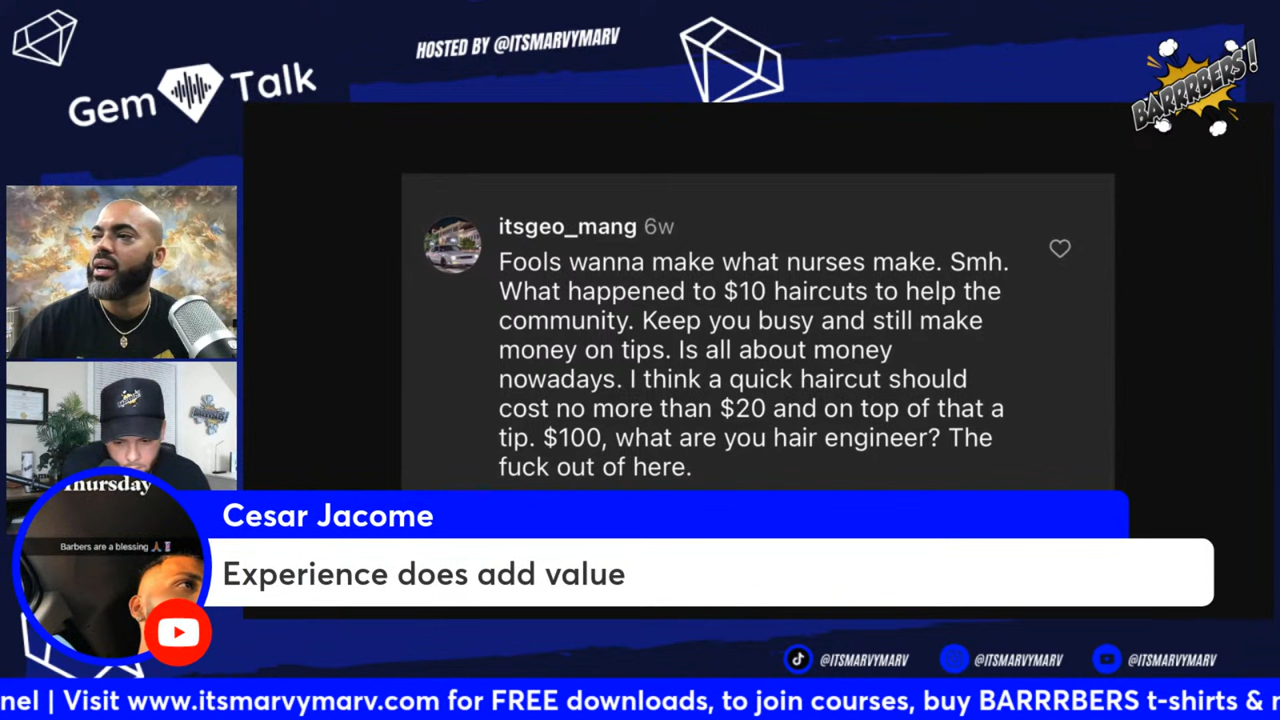 HOSTED BY @ITSMARVYMARV
Gem Talk
BARRRBERS!
itsgeo_mang 6w
Fools wanna make what nurses make. Smh.
What happened to $10 haircuts to help the
community. Keep you busy and still make
money on tips. Is all about money
nowadays. I think a quick haircut should
cost no more than $20 and on top of that a
tip. $100, what are you hair engineer? The
fuck out of here.
Thursday
Barbers are a blessing
Cesar Jacome
Experience does add value
@ITSMARVYMARV
@ITSMARVYMARV
@ITSMARVYMARV
nel | Visit www.itsmarvymarv.com for FREE downloads, to join courses, buy BARRRBERS t-shirts &